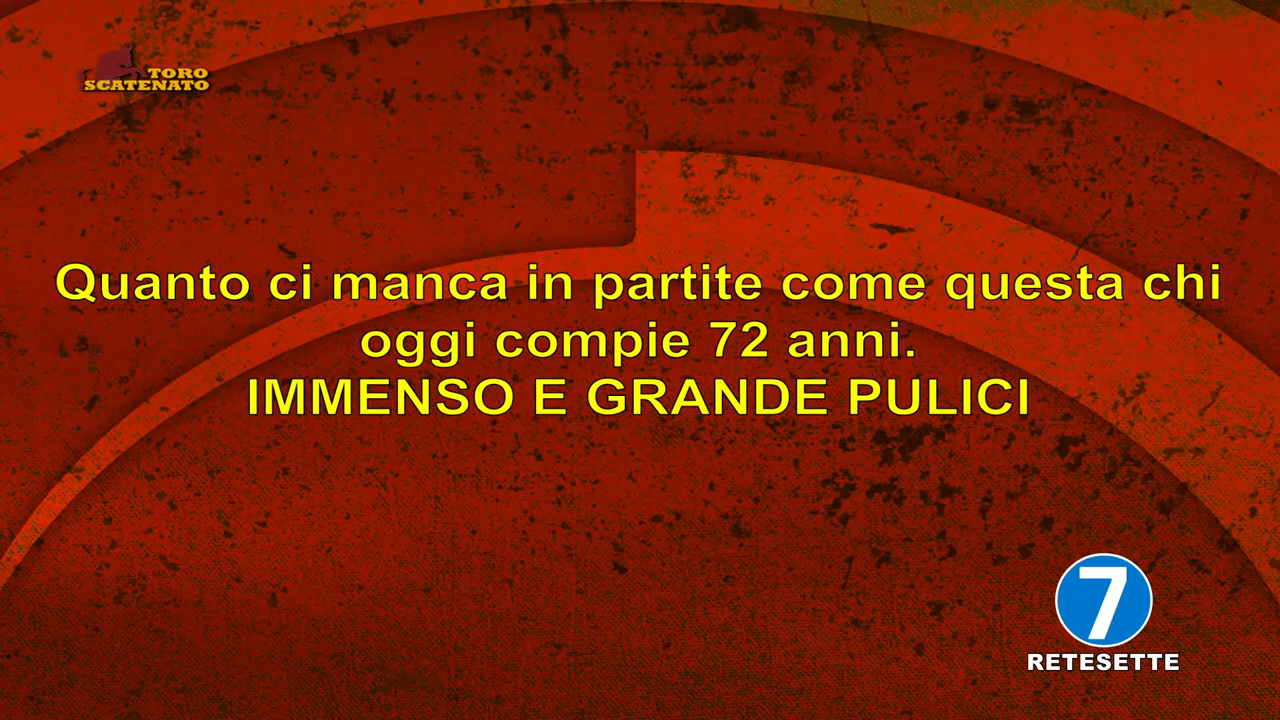 TORO
SCATENATO
Quanto ci manca in partite come questa chi
oggi compie 72 anni.
IMMENSO E GRANDE PULICI
7
RETESETTE